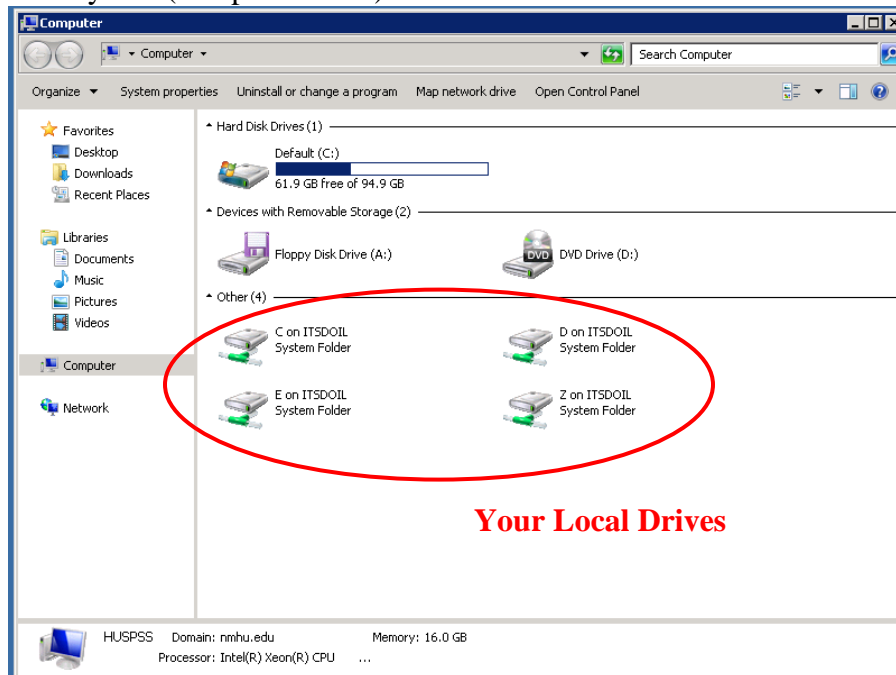 Computer
Computer
Search Computer
Organize System properties Uninstall or change a program Map network drive Open Control Panel
Favorites
Desktop
Downloads
Recent Places
Libraries
Documents
Music
Pictures
Videos
Computer
Network
Hard Disk Drives (1)
Default (C:)
61.9 GB free of 94.9 GB
Devices with Removable Storage (2)
Floppy Disk Drive (A:)
DVD
DVD Drive (D:)
Other (4)
C on ITSDOIL
System Folder
D on ITSDOIL
System Folder
E on ITSDOIL
System Folder
Z on ITSDOIL
System Folder
Your Local Drives
HUSPSS Domain: nmhu.edu Memory: 16.0 GB
Processor: Intel(R) Xeon(R) CPU ...